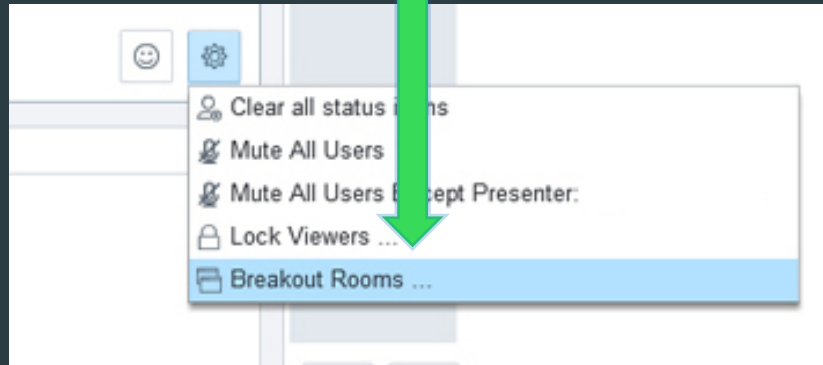 Clear all status
Mute All Users
Mute All Users Presenter:
Lock Viewers ...
Breakout Rooms ...